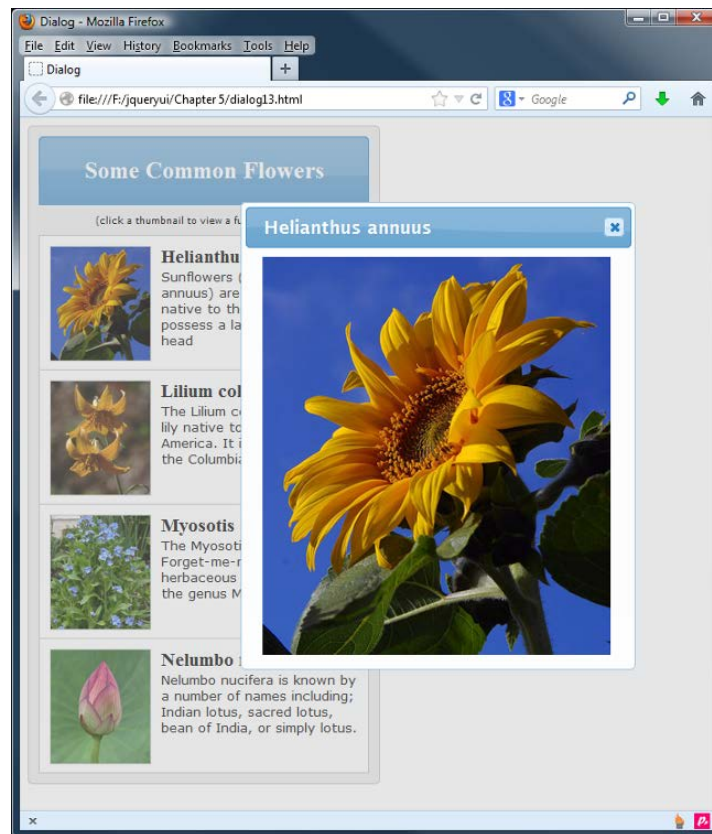 Dialog - Mozilla Firefox
File Edit View History Bookmarks Tools Help
Dialog
+
file:///F:/jqueryui/Chapter 5/dialog13.html
Google
Some Common Flowers
(click a thumbnail to view a fu
Helianthus annuus
Helianthu
Sunflowers (
annuus) are
native to th
possess a la
head
Lilium col
The Lilium c
lily native to
America. It i
the Columbia
Myosotis
The Myosoti
Forget-me-n
herbaceous
the genus M
Nelumbo
Nelumbo nucifera is known by
a number of names including;
Indian lotus, sacred lotus,
bean of India, or simply lotus.